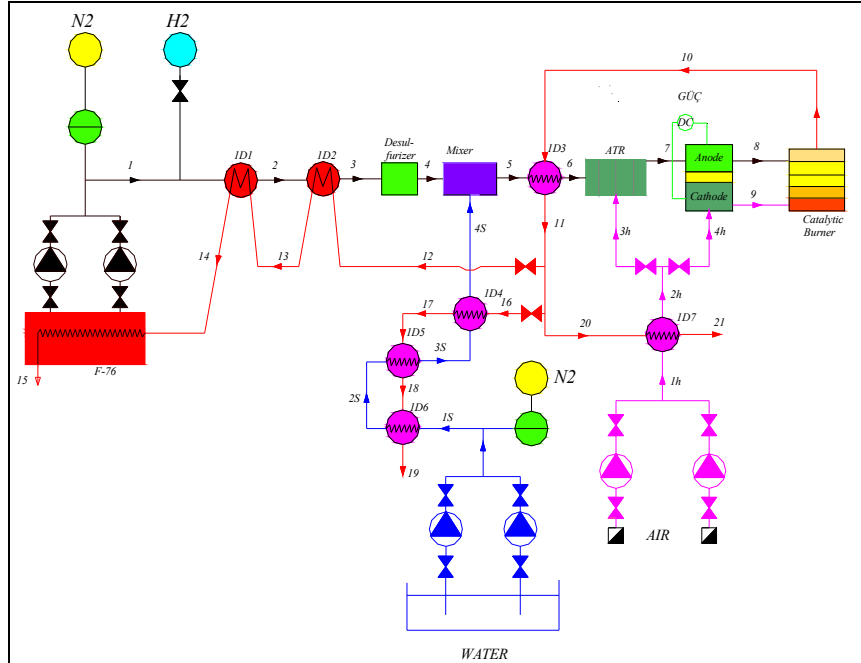 N2
H2
10
GÜÇ
DC
1
1D1
2
1D2
3
Desul-
furizer
4
Mixer
5
1D3
6
ATR
7
Anode
Cathode
8
9
Catalytic
Burner
11
3h
4h
4S
14
13
12
1D4
17
16
2h
1D5
3S
20
1D7
21
F-76
15
18
N2
2S
1S
1h
1D6
19
AIR
WATER